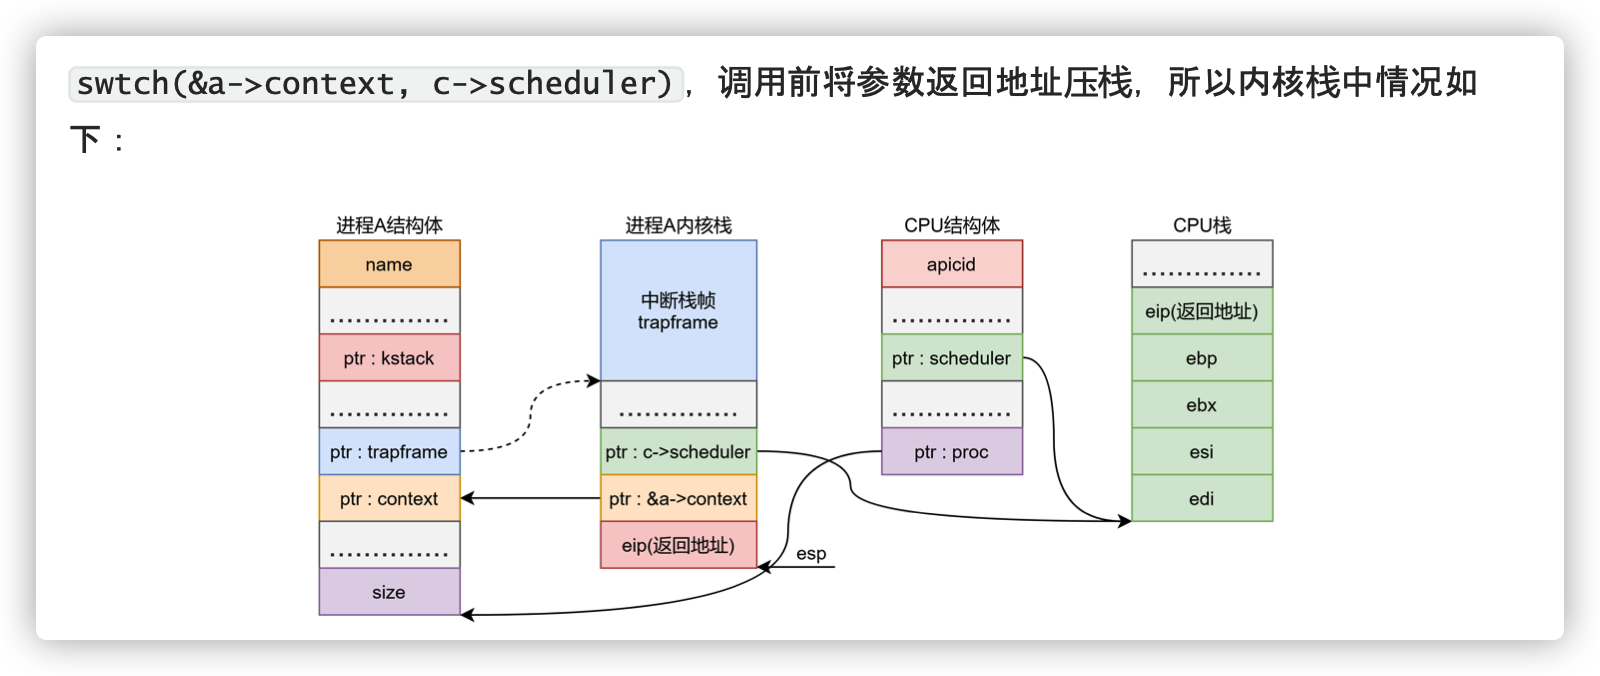 swtch(&a->context, c->scheduler)，调用前将参数返回地址压栈，所以内核栈中情况如
下：
进程A结构体
name
..............
ptr : kstack
..............
ptr : trapframe
ptr : context
..............
size
进程A内核栈
中断栈帧
trapframe
..............
ptr : c->scheduler
ptr : &a->context
eip(返回地址)
esp
CPU结构体
apicid
..............
ptr : scheduler
..............
ptr : proc
CPU栈
..............
eip(返回地址)
ebp
ebx
esi
edi